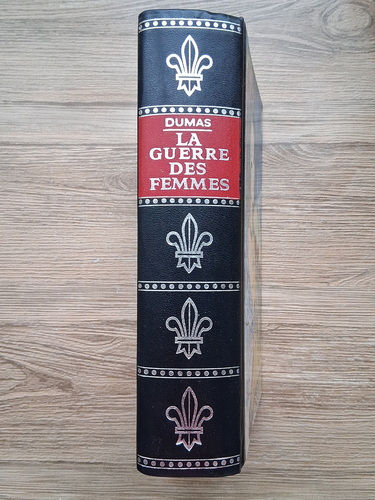 DUMAS
LA
GUERRE
DES
FEMMES